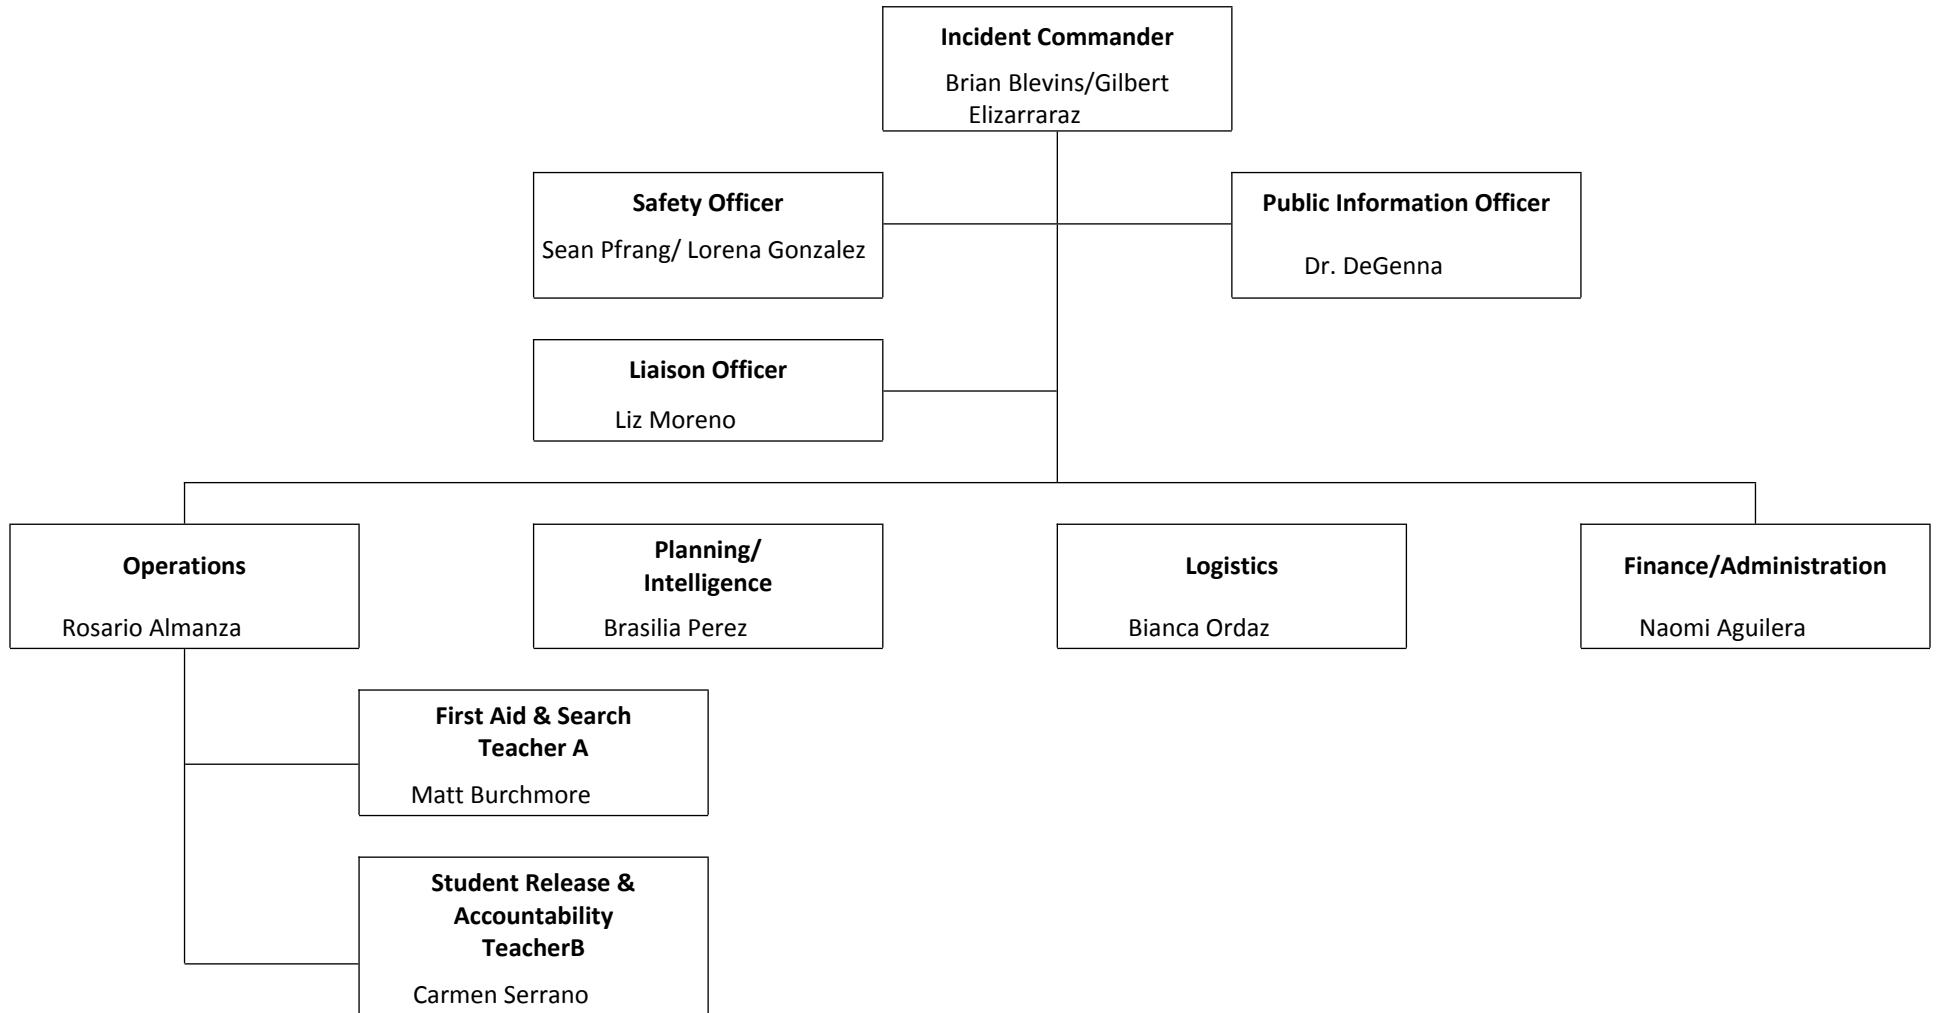 Incident Commander
Brian Blevins/Gilbert
Elizarraraz
Safety Officer
Sean Pfrang/ Lorena Gonzalez
Public Information Officer
Dr. DeGenna
Liaison Officer
Liz Moreno
Operations
Rosario Almanza
Planning/
Intelligence
Brasilia Perez
Logistics
Bianca Ordaz
Finance/Administration
Naomi Aguilera
First Aid & Search
Teacher A
Matt Burchmore
Student Release &
Accountability
TeacherB
Carmen Serrano